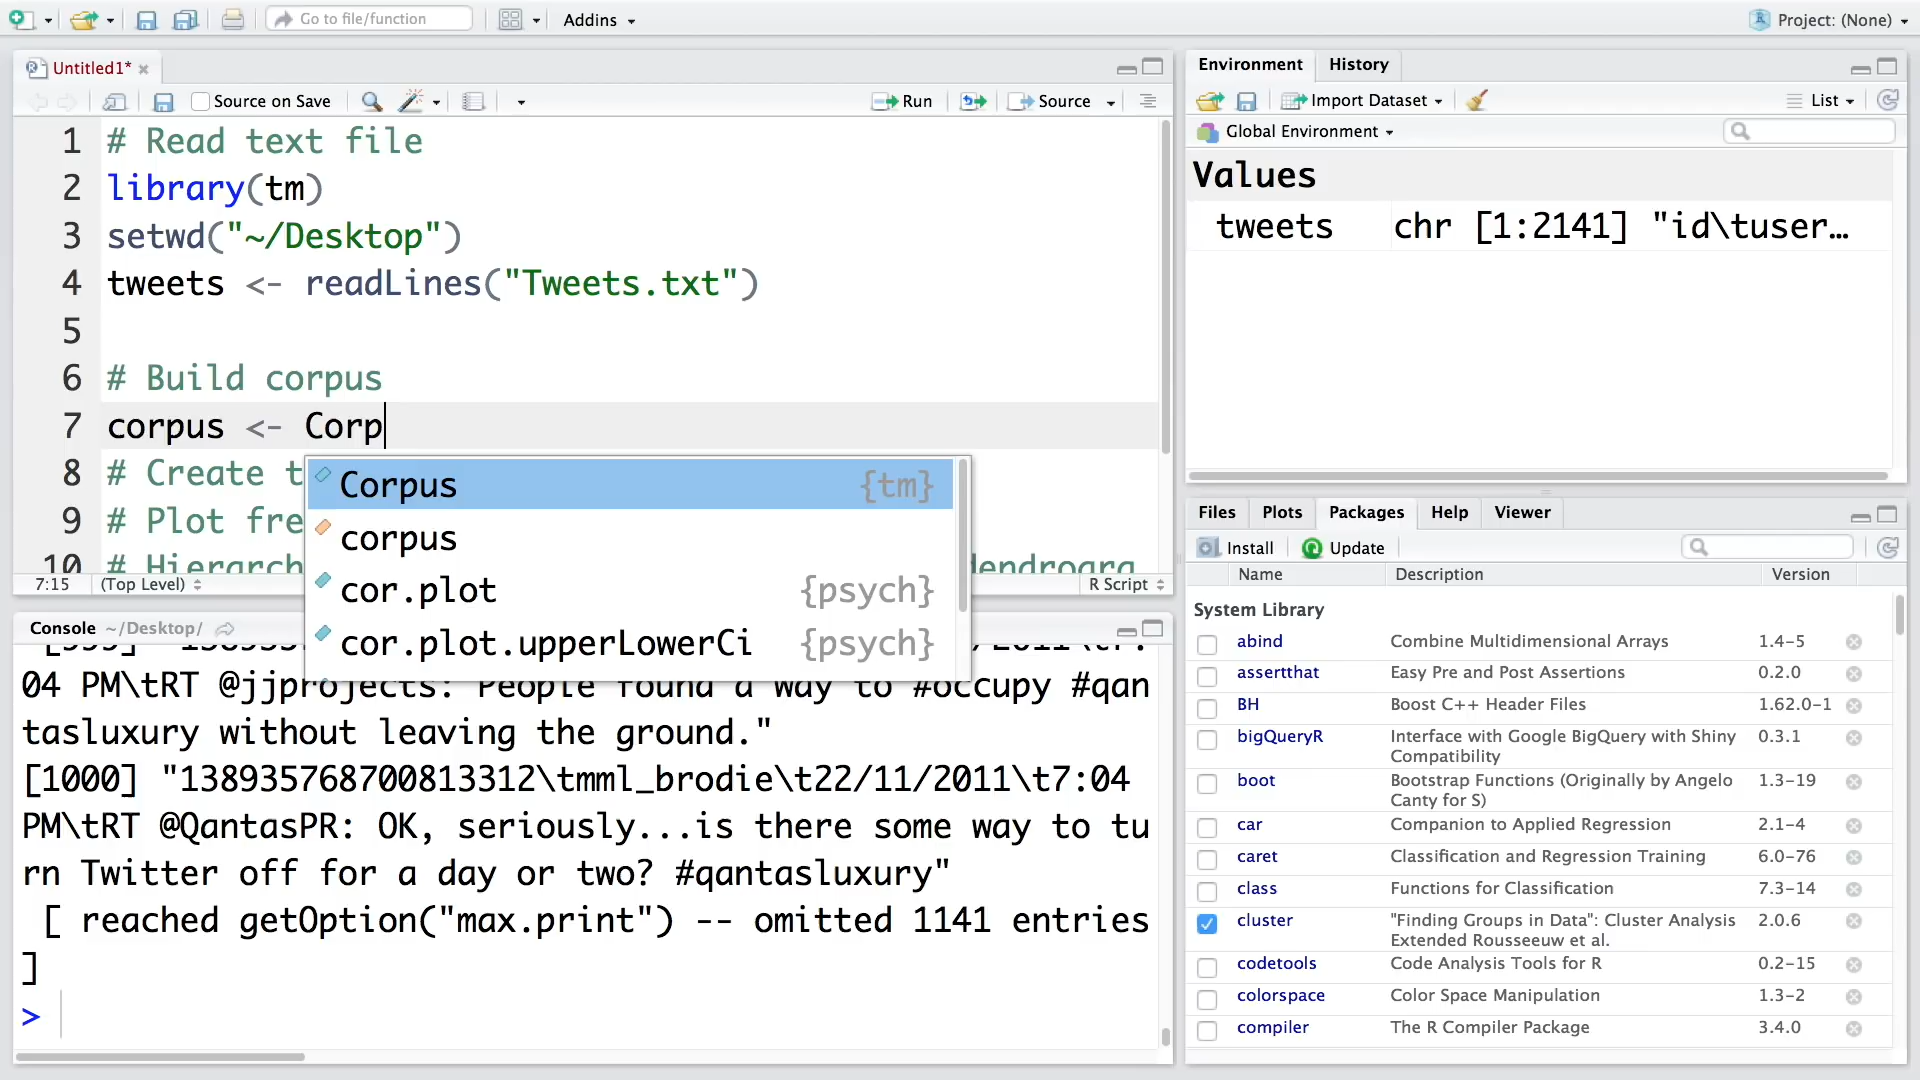 Go to file/function
Addins
Project: (None)
Untitled1*
Source on Save
Run
Source
1 # Read text file
2 library(tm)
3 setwd("~/Desktop")
4 tweets <- readLines("Tweets.txt")
5
6 # Build corpus
7 corpus <- Corp
8 # Create t
9 # Plot fre
10 # Hierarch
dendrogra
Corpus {tm}
corpus
cor.plot {psych}
cor.plot.upperLowerCi {psych}
7:15 (Top Level)
R Script
Console ~/Desktop/
04 PM\tRT @jjprojects: People found a way to #occupy #qan
tasluxury without leaving the ground."
[1000] "138935768700813312\tmml_brodie\t22/11/2011\t7:04
PM\tRT @QantasPR: OK, seriously...is there some way to tu
rn Twitter off for a day or two? #qantasluxury"
[ reached getOption("max.print") -- omitted 1141 entries
]
>
Environment History
Import Dataset
List
Global Environment
Values
tweets chr [1:2141] "id\tuser…
Files Plots Packages Help Viewer
Install Update
Name Description Version
System Library
abind Combine Multidimensional Arrays 1.4-5
assertthat Easy Pre and Post Assertions 0.2.0
BH Boost C++ Header Files 1.62.0-1
bigQueryR Interface with Google BigQuery with Shiny 0.3.1
Compatibility
boot Bootstrap Functions (Originally by Angelo 1.3-19
Canty for S)
car Companion to Applied Regression 2.1-4
caret Classification and Regression Training 6.0-76
class Functions for Classification 7.3-14
cluster "Finding Groups in Data": Cluster Analysis 2.0.6
Extended Rousseeuw et al.
codetools Code Analysis Tools for R 0.2-15
colorspace Color Space Manipulation 1.3-2
compiler The R Compiler Package 3.4.0